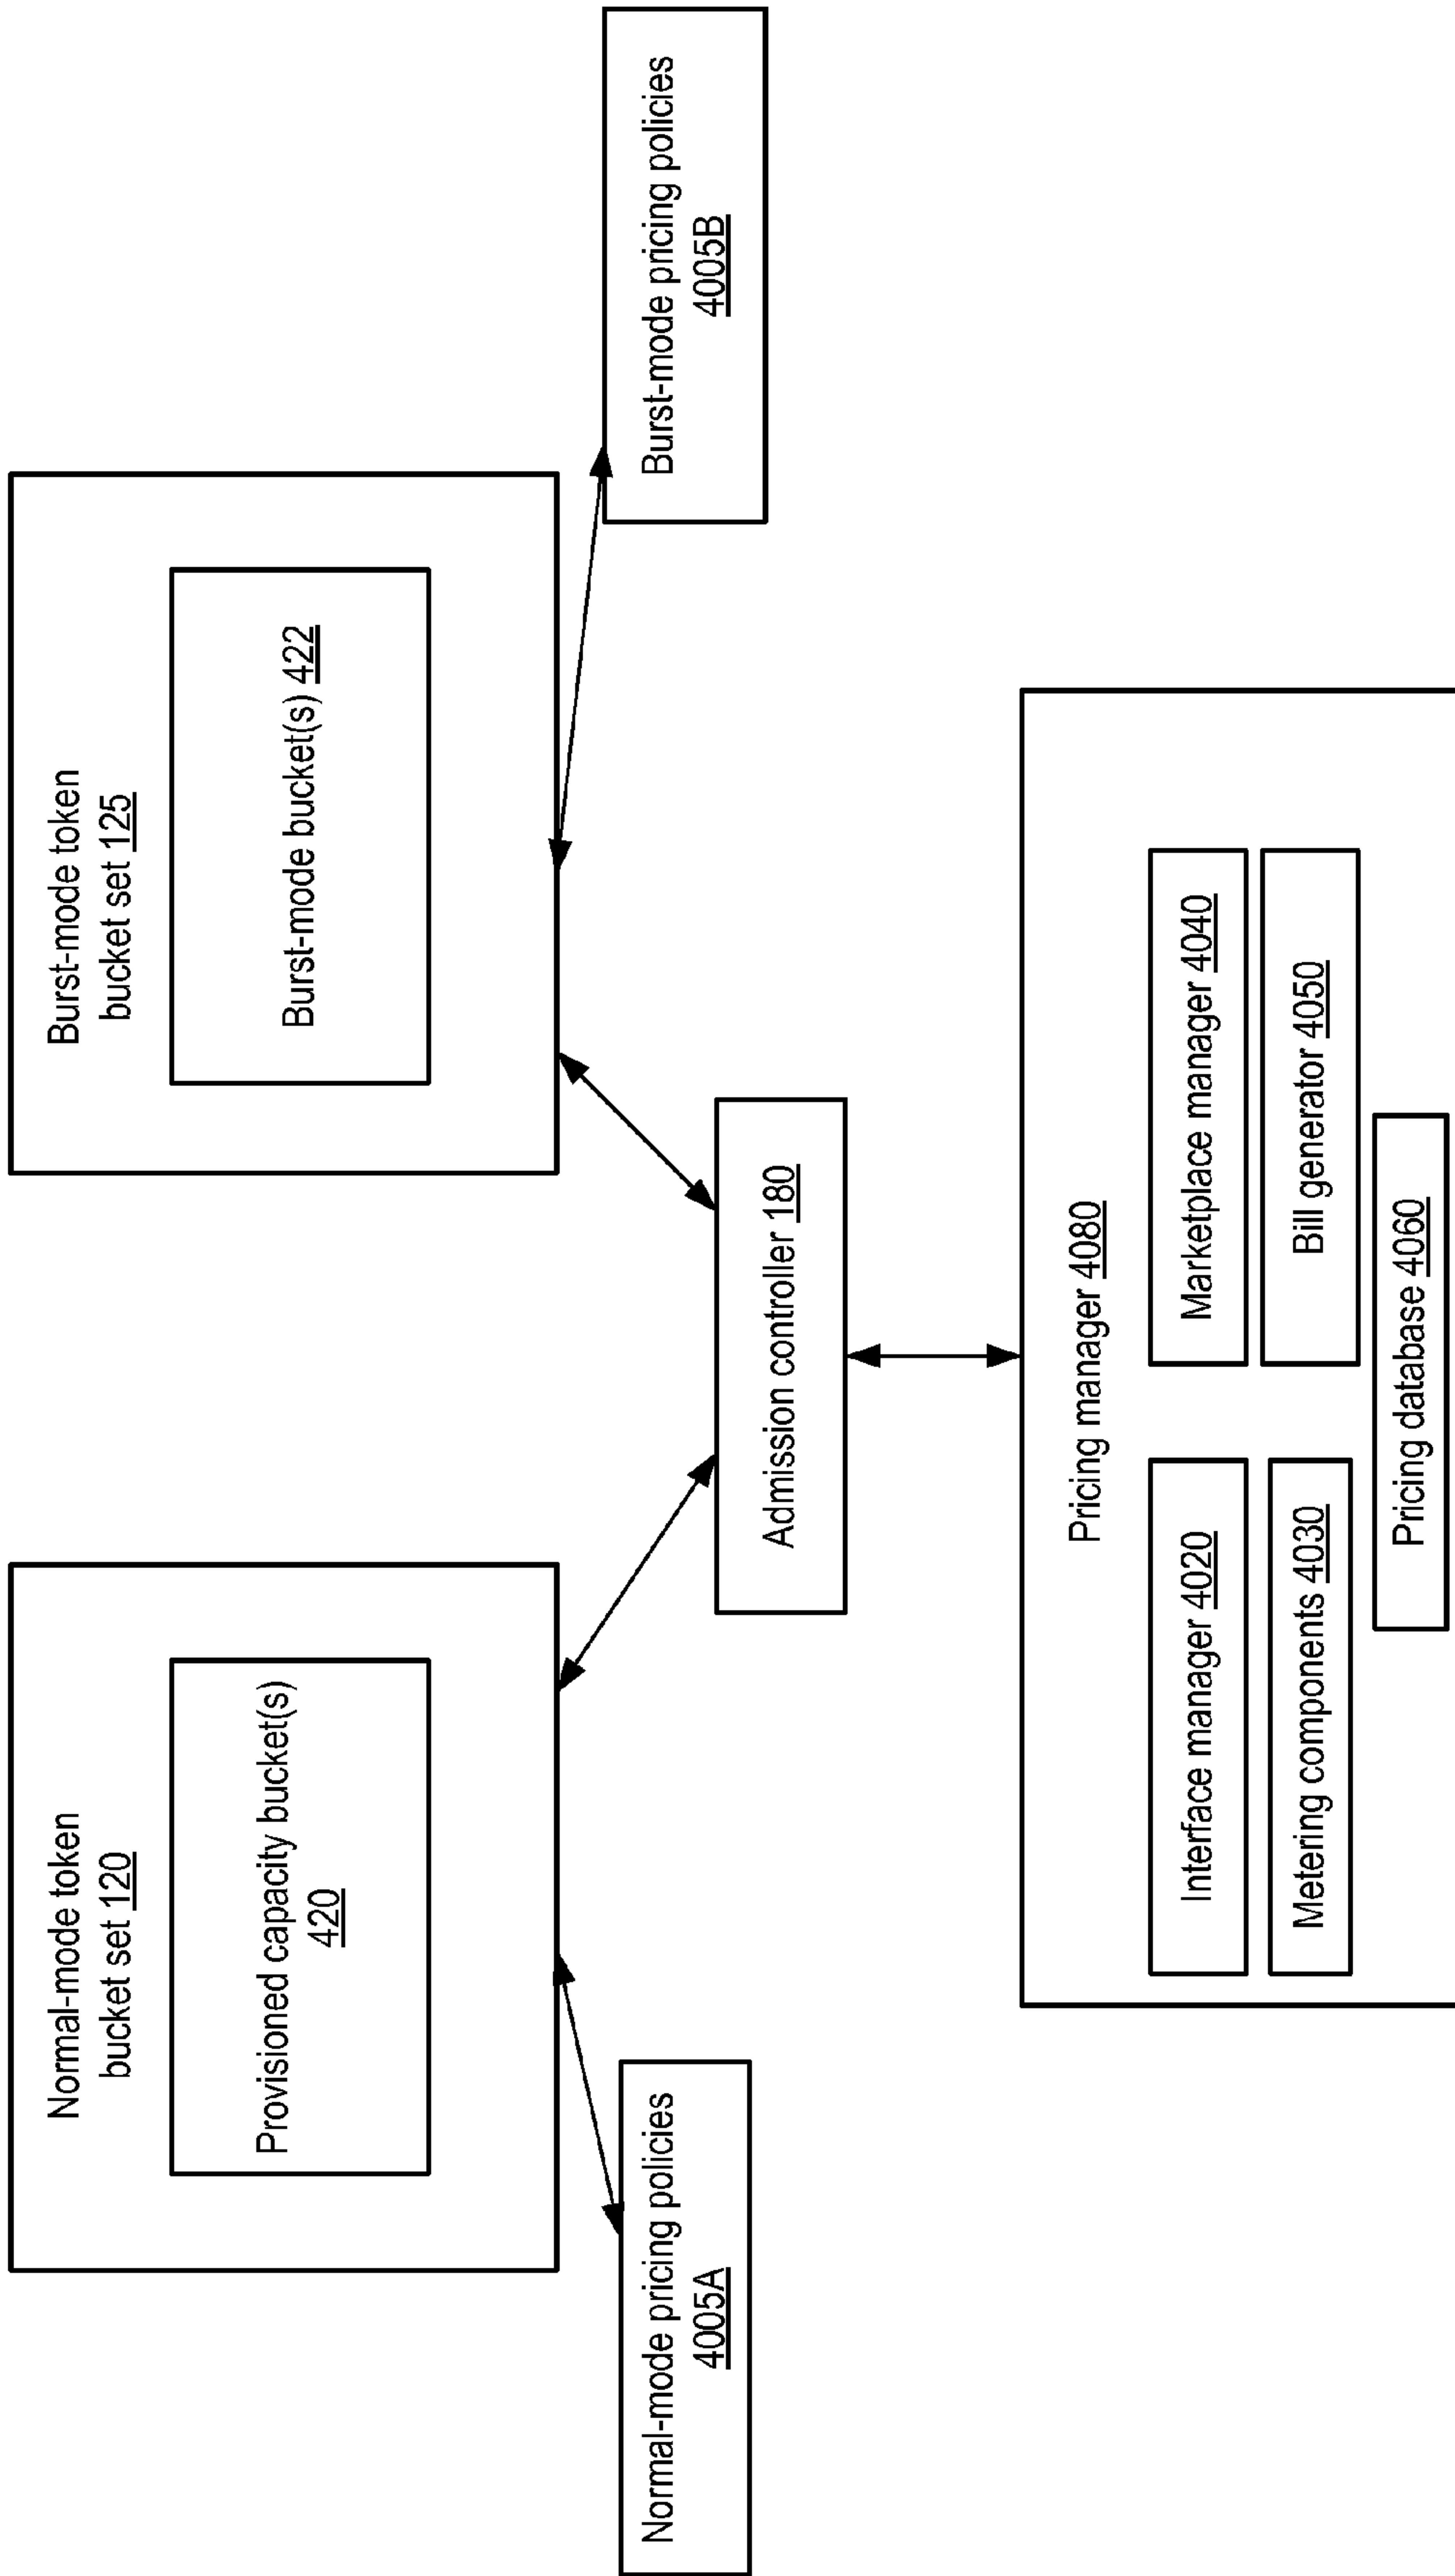 Normal-mode token
bucket set 120
Provisioned capacity bucket(s)
420
Burst-mode token
bucket set 125
Burst-mode bucket(s) 422
Normal-mode pricing policies
4005A
Burst-mode pricing policies
4005B
Admission controller 180
Pricing manager 4080
Interface manager 4020
Marketplace manager 4040
Metering components 4030
Bill generator 4050
Pricing database 4060